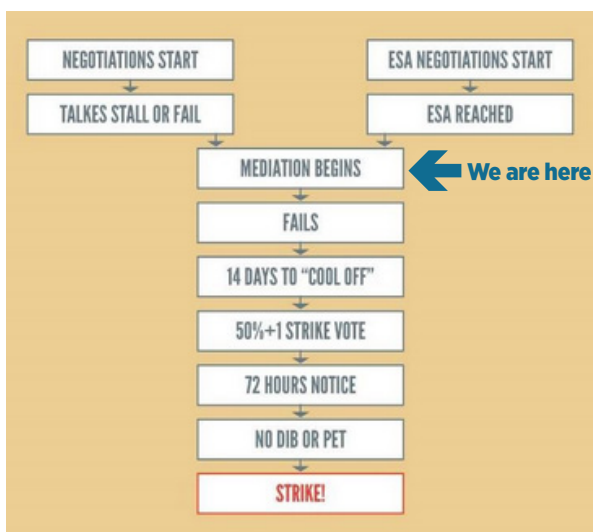 NEGOTIATIONS START
ESA NEGOTIATIONS START
TALKES STALL OR FAIL
ESA REACHED
MEDIATION BEGINS
We are here
FAILS
14 DAYS TO “COOL OFF”
50%+1 STRIKE VOTE
72 HOURS NOTICE
NO DIB OR PET
STRIKE!